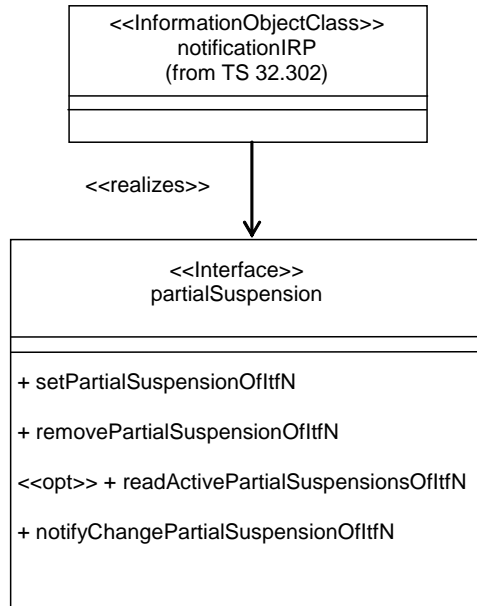 <<InformationObjectClass>>
notificationIRP
(from TS 32.302)
<<realizes>>
<<Interface>>
partialSuspension
+ setPartialSuspensionOfItfN
+ removePartialSuspensionOfItfN
<<opt>> + readActivePartialSuspensionsOfItfN
+ notifyChangePartialSuspensionOfItfN